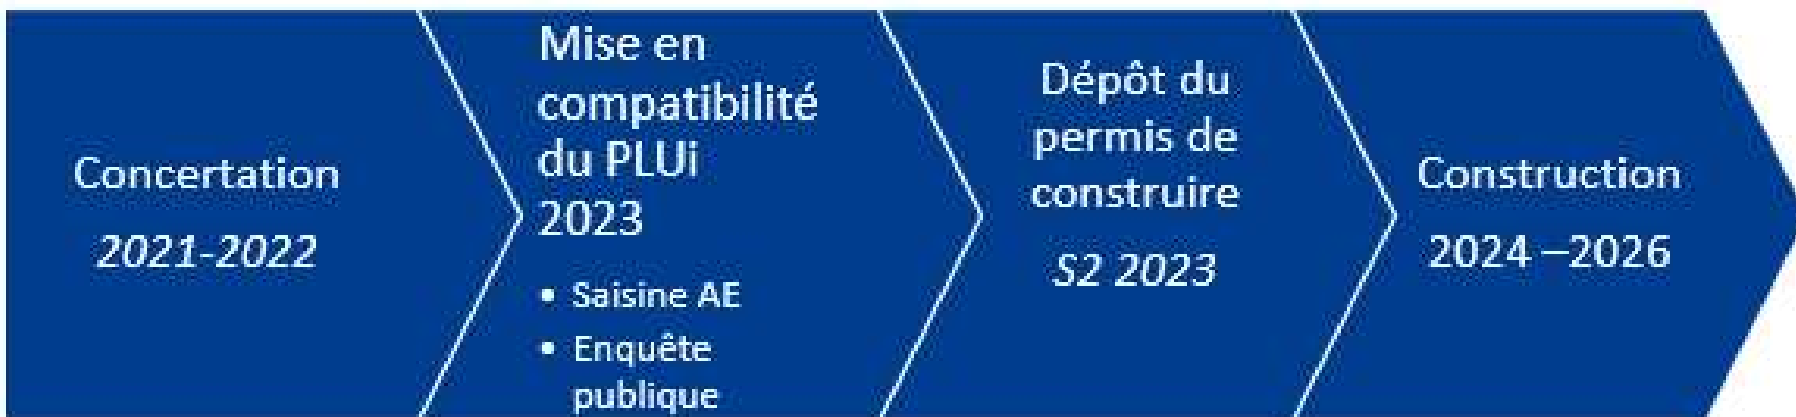 Concertation
2021-2022
Mise en
compatibilité
du PLUi
2023
• Saisine AE
• Enquête
publique
Dépôt du
permis de
construire
S2 2023
Construction
2024 –2026